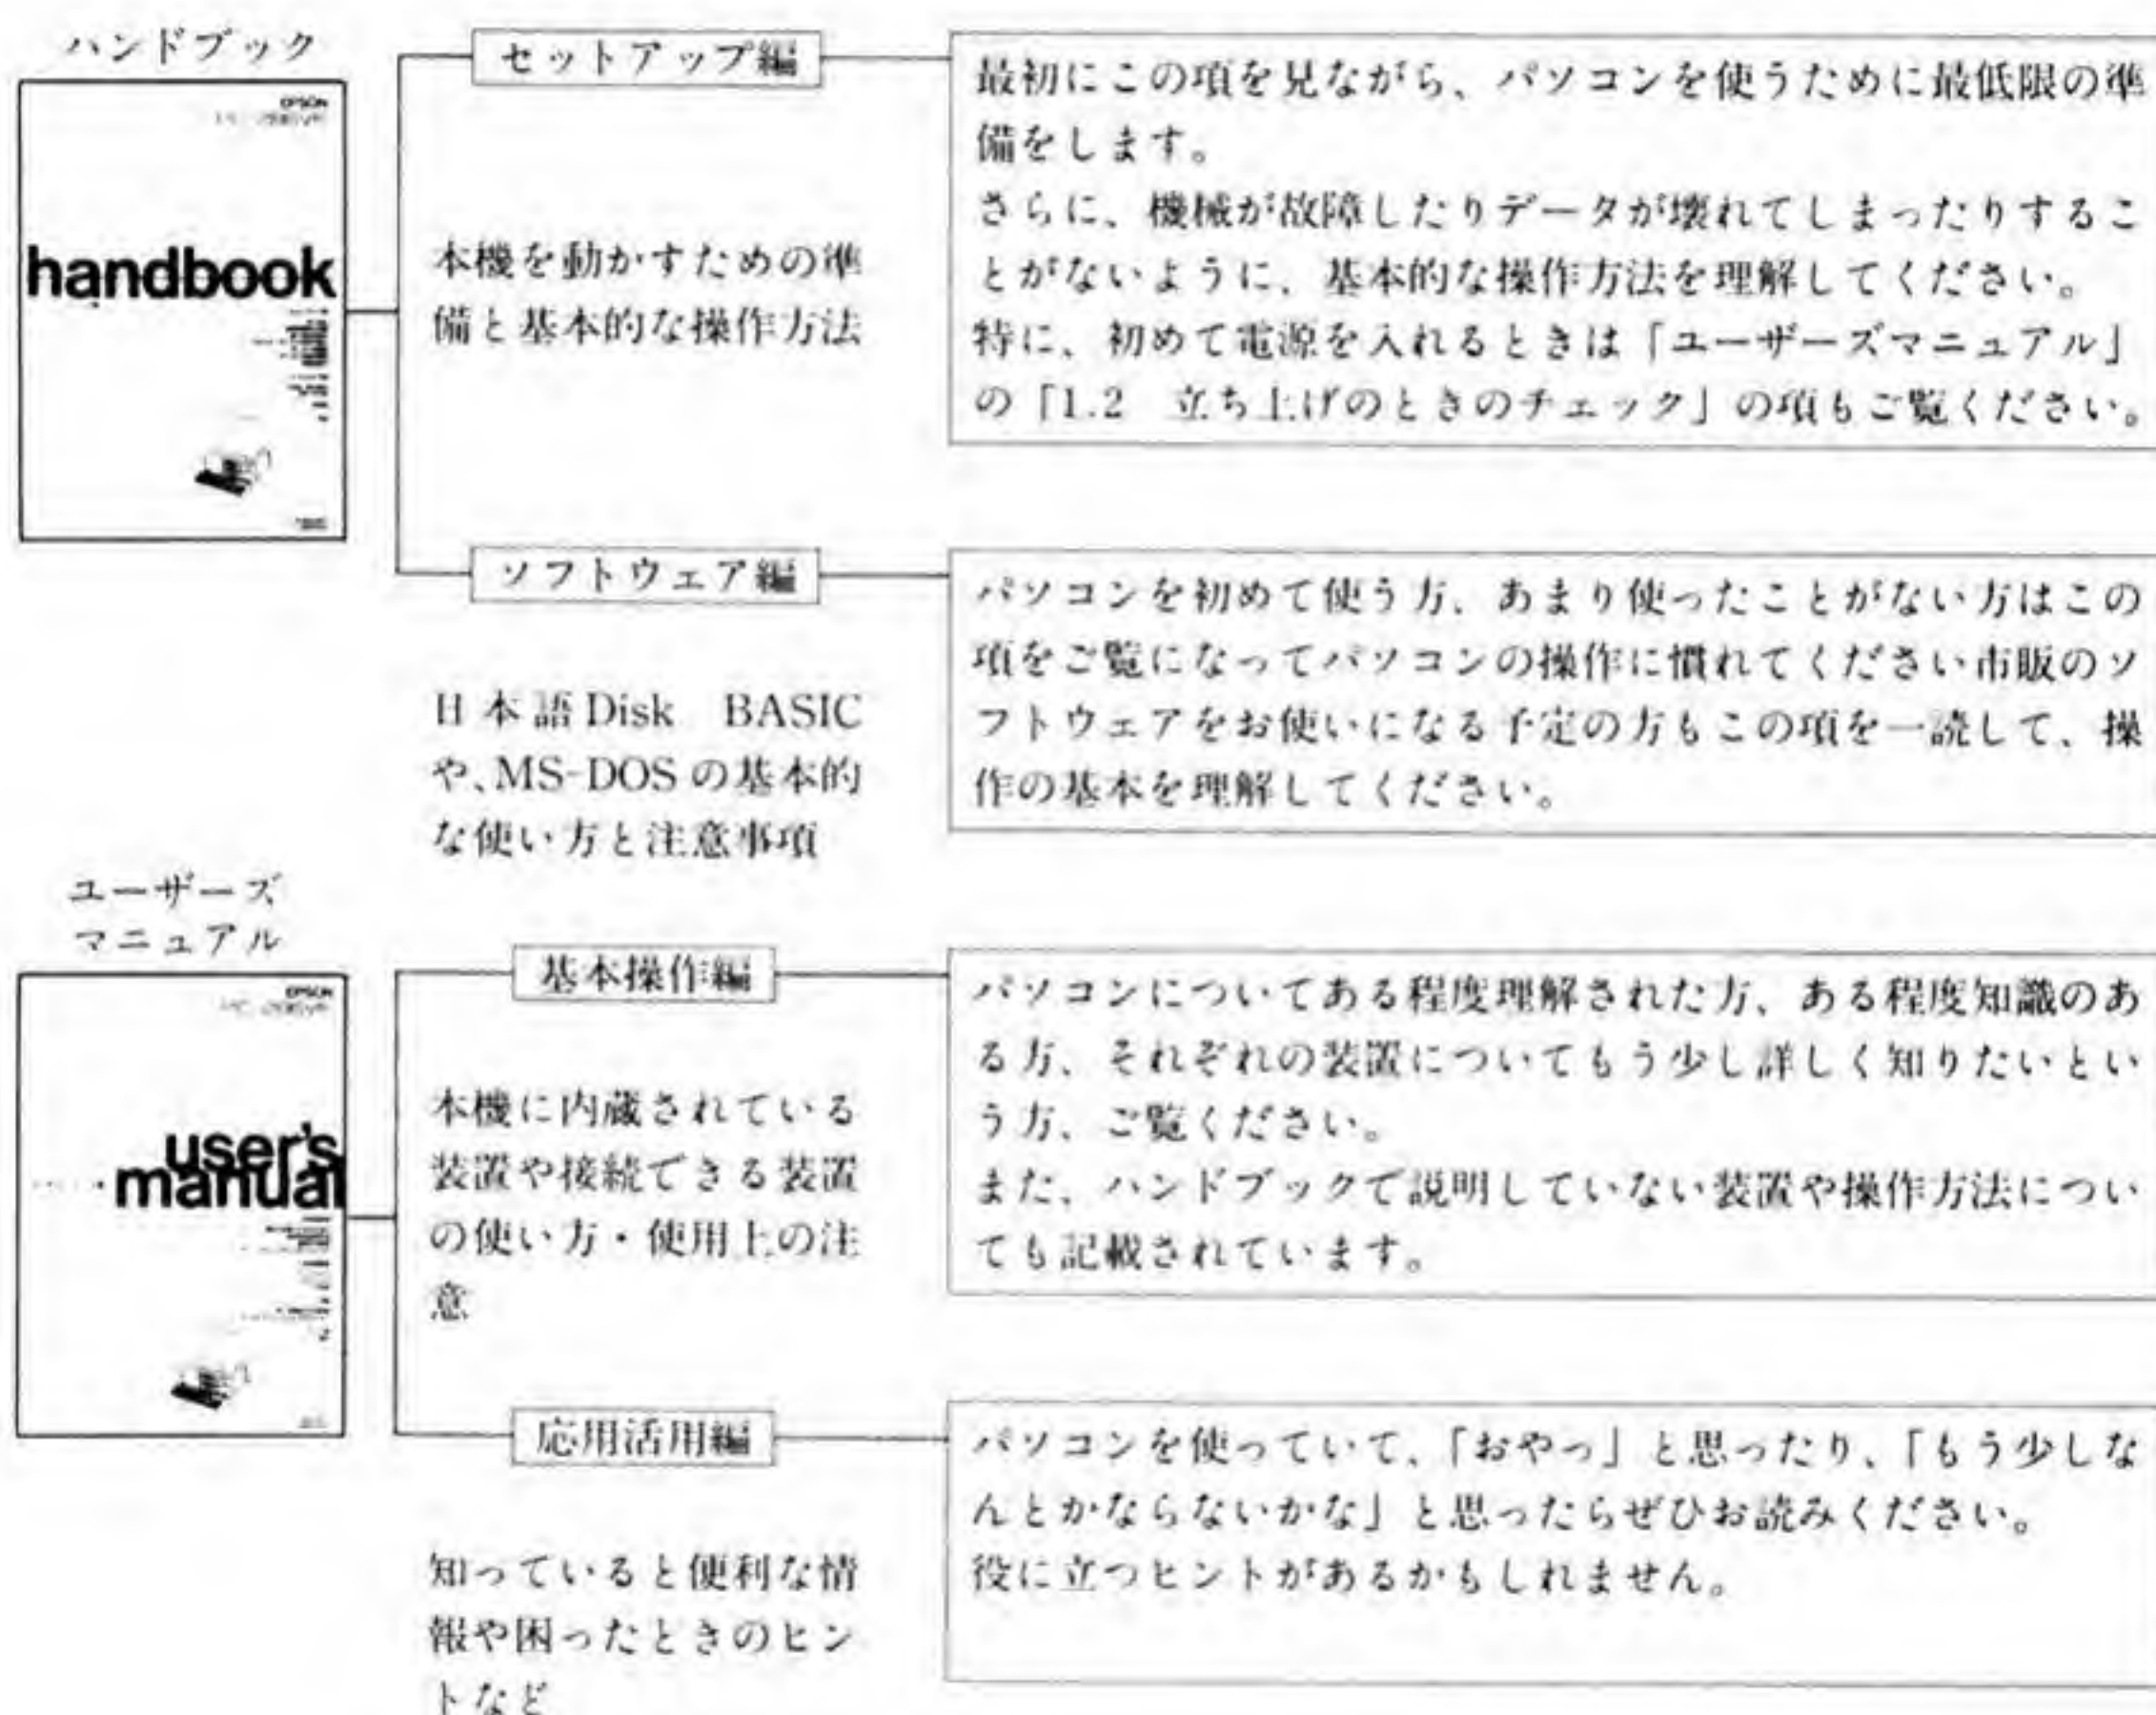 ハンドブック
EPSON
handbook
セットアップ編
本機を動かすための準
備と基本的な操作方法
最初にこの項を見ながら、パソコンを使うために最低限の準
備をします。
さらに、機械が故障したりデータが壊れてしまったりするこ
とがないように、基本的な操作方法を理解してください。
特に、初めて電源を入れるときは「ユーザーズマニュアル」
の「1.2　立ち上げのときのチェック」の項もご覧ください。
ソフトウェア編
日本語Disk　BASIC
や、MS-DOSの基本的
な使い方と注意事項
パソコンを初めて使う方、あまり使ったことがない方はこの
項をご覧になってパソコンの操作に慣れてください市販のソ
フトウェアをお使いになる予定の方もこの項を一読して、操
作の基本を理解してください。
ユーザーズ
マニュアル
EPSON
user's
manual
基本操作編
本機に内蔵されている
装置や接続できる装置
の使い方・使用上の注
意
パソコンについてある程度理解された方、ある程度知識のあ
る方、それぞれの装置についてもう少し詳しく知りたいとい
う方、ご覧ください。
また、ハンドブックで説明していない装置や操作方法につい
ても記載されています。
応用活用編
知っていると便利な情
報や困ったときのヒン
トなど
パソコンを使っていて、「おやっ」と思ったり、「もう少しな
んとかならないかな」と思ったらぜひお読みください。
役に立つヒントがあるかもしれません。